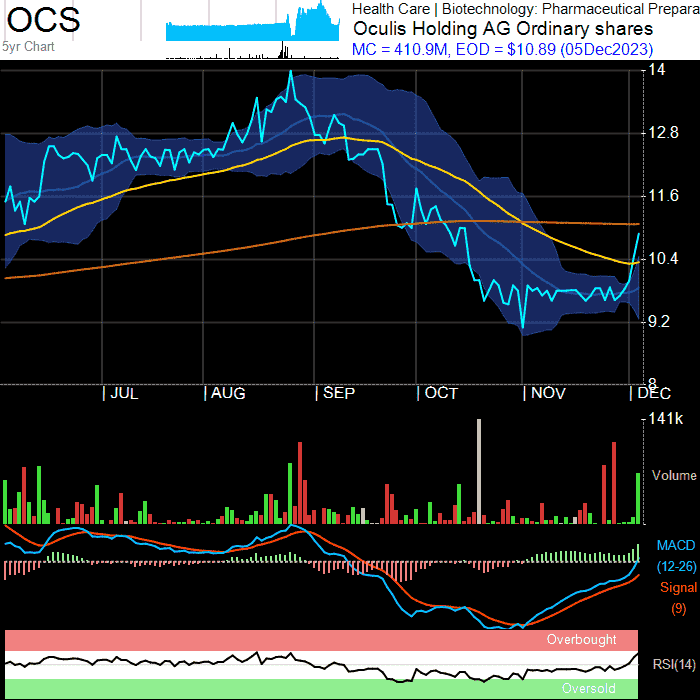 OCS
5yr Chart
Health Care | Biotechnology: Pharmaceutical Prepara
Oculis Holding AG Ordinary shares
MC = 410.9M, EOD = $10.89 (05Dec2023)
14
12.8
11.6
10.4
9.2
8
| JUL | AUG | SEP | OCT | NOV | DEC
141k
Volume
MACD
(12-26)
Signal
(9)
Overbought
RSI(14)
Oversold